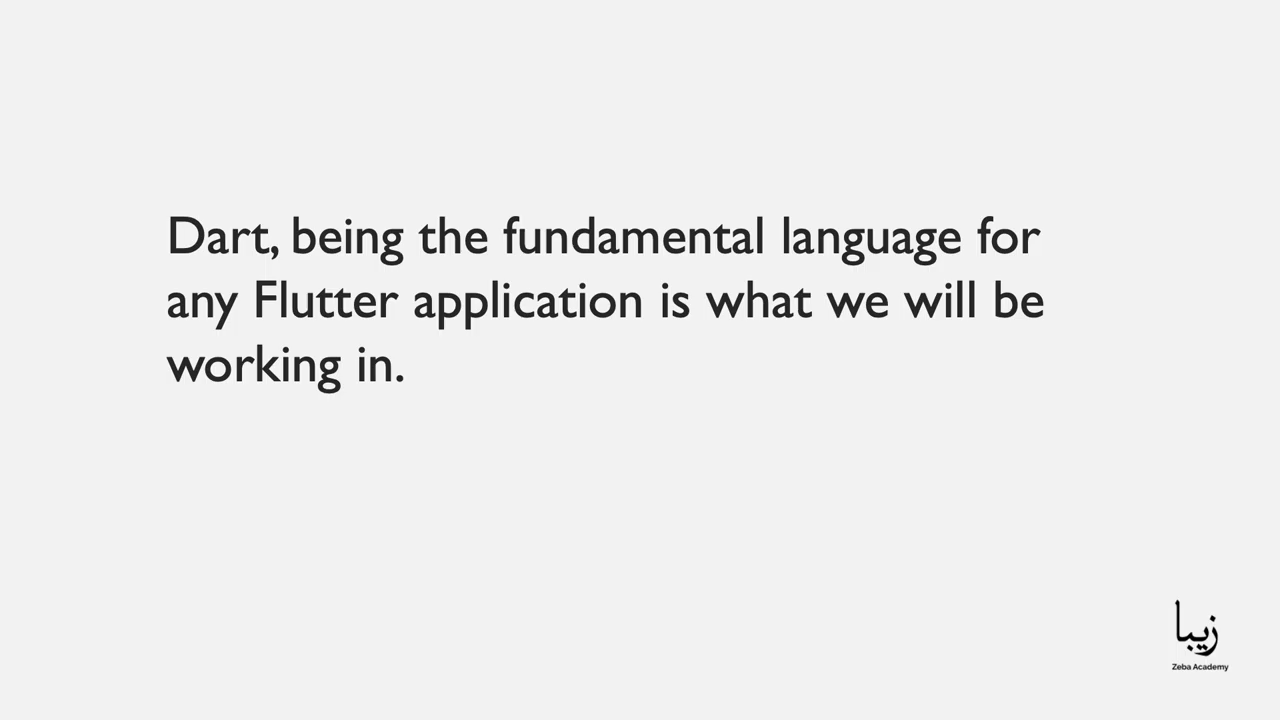 Dart, being the fundamental language for
any Flutter application is what we will be
working in.
زیبا
Zeba Academy